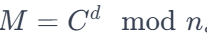 M = C^d mod n.